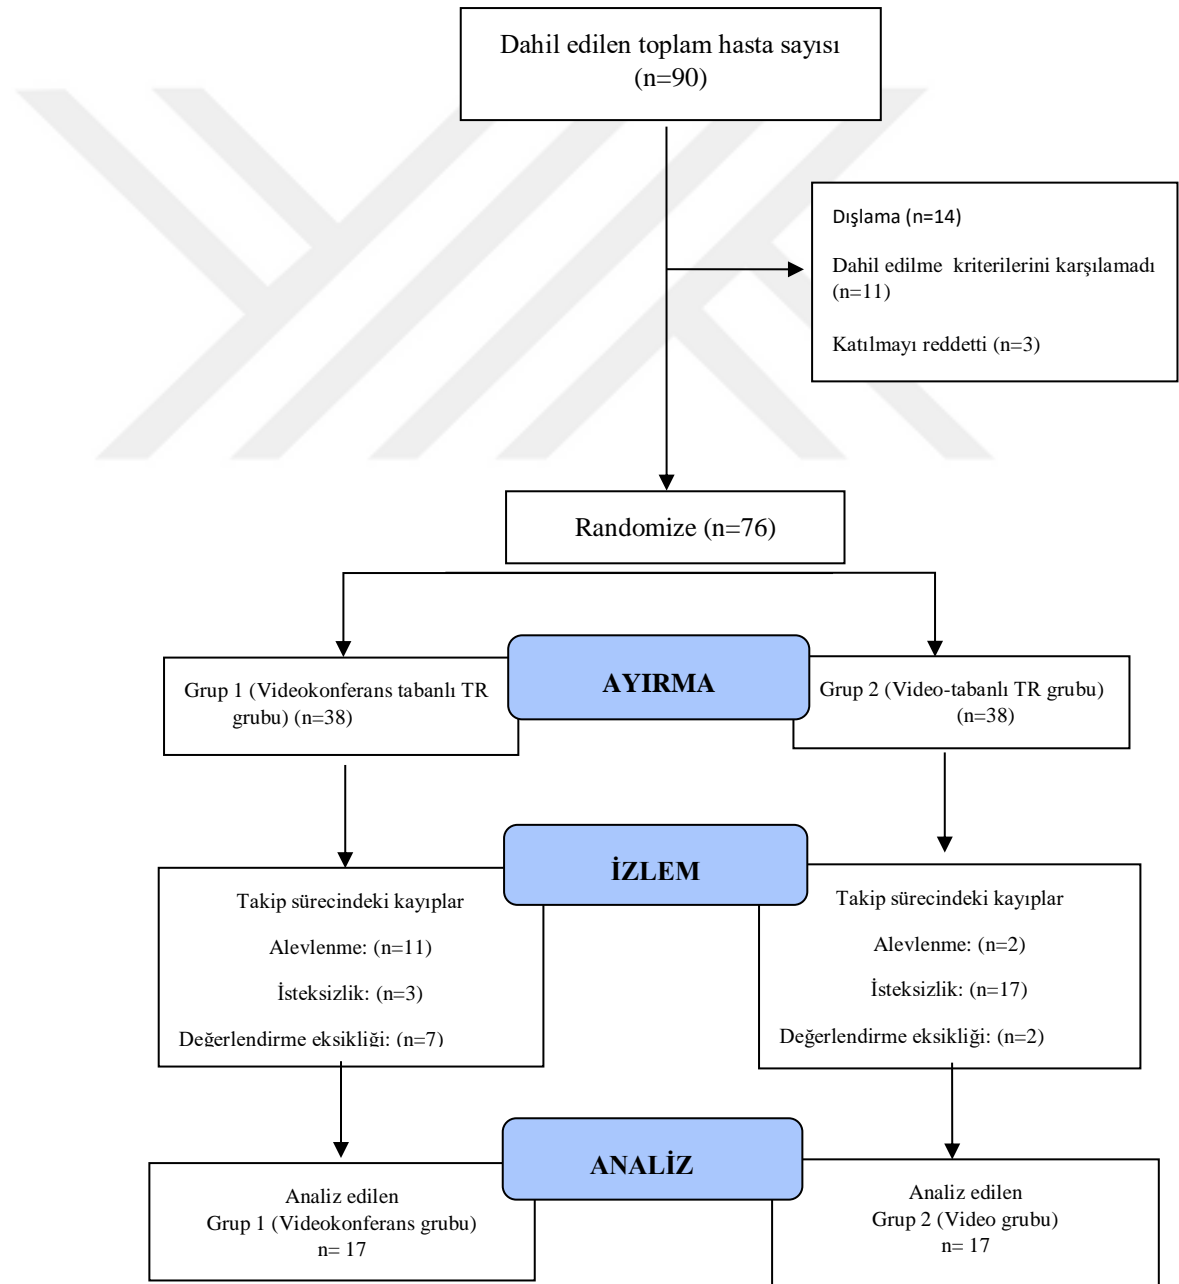 Dahil edilen toplam hasta sayısı
(n=90)
Dışlama (n=14)
Dahil edilme kriterilerini karşılamadı
(n=11)
Katılmayı reddetti (n=3)
Randomize (n=76)
AYIRMA
Grup 1 (Videokonferans tabanlı TR
grubu) (n=38)
Grup 2 (Video-tabanlı TR grubu)
(n=38)
İZLEM
Takip sürecindeki kayıplar
Alevlenme: (n=11)
İsteksizlik: (n=3)
Değerlendirme eksikliği: (n=7)
Takip sürecindeki kayıplar
Alevlenme: (n=2)
İsteksizlik: (n=17)
Değerlendirme eksikliği: (n=2)
ANALİZ
Analiz edilen
Grup 1 (Videokonferans grubu)
n= 17
Analiz edilen
Grup 2 (Video grubu)
n= 17